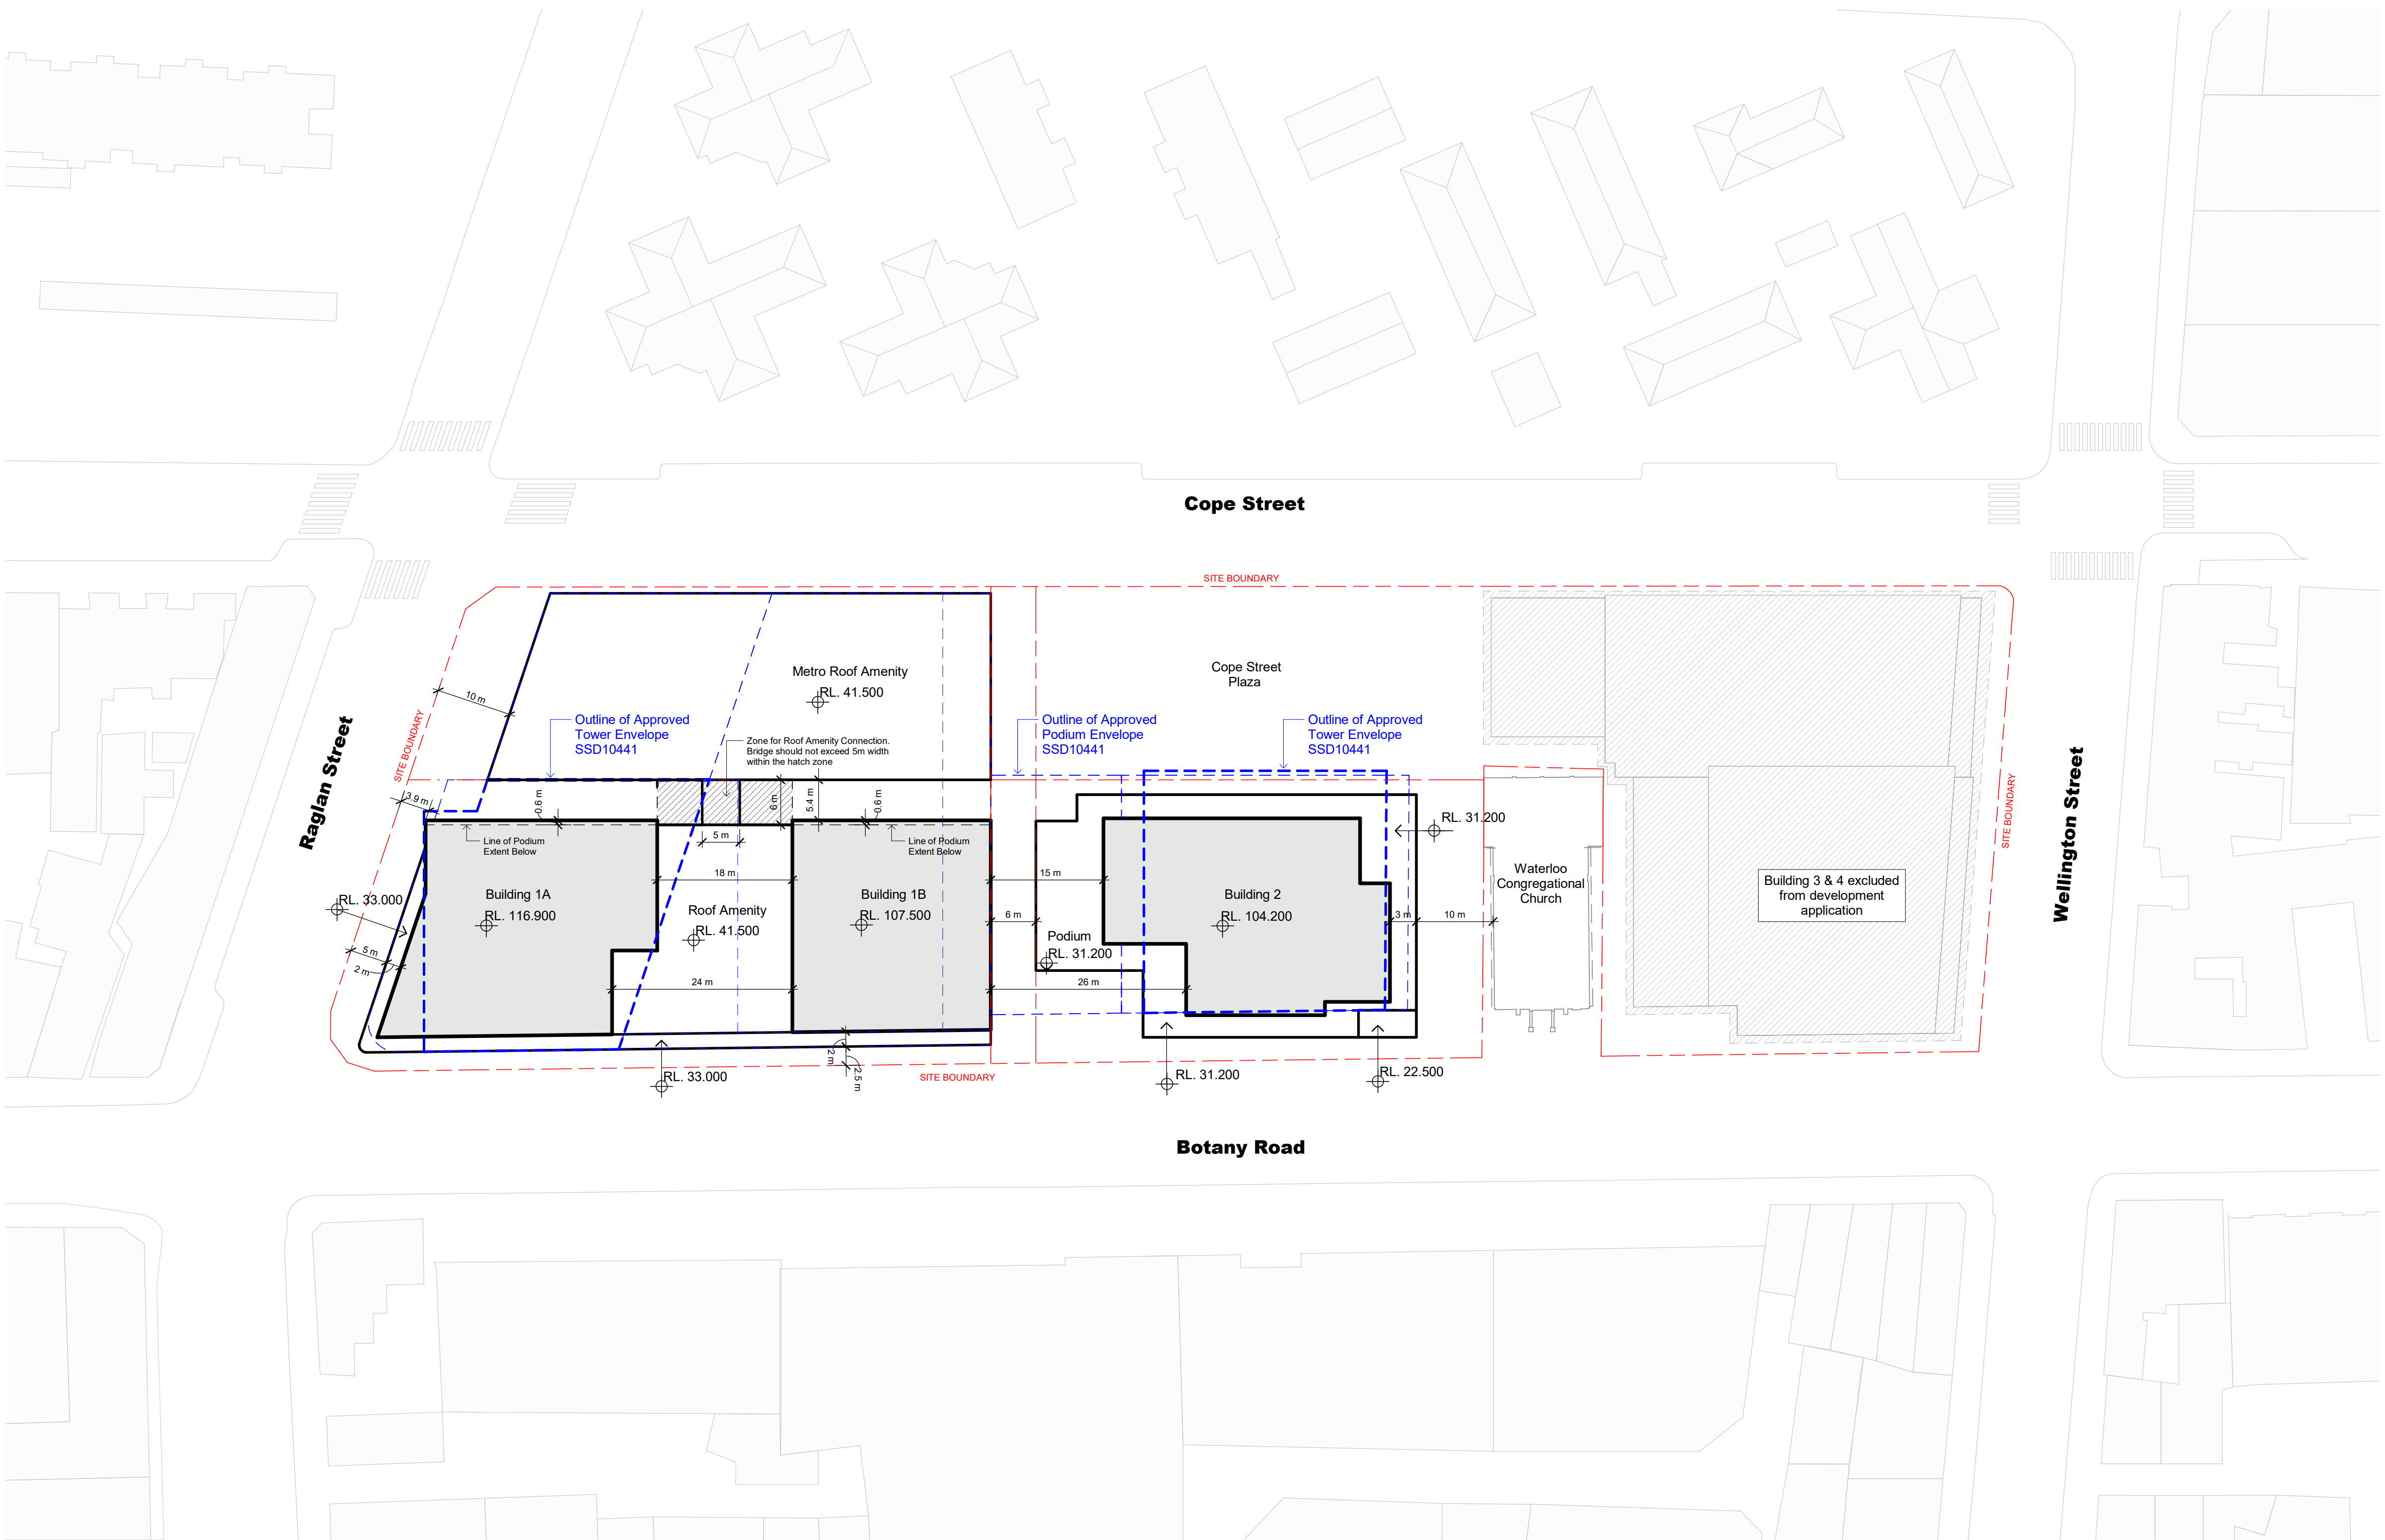 Cope Street
SITE BOUNDARY
Metro Roof Amenity
RL. 41.500
Cope Street
Plaza
10 m
Outline of Approved
Tower Envelope
SSD10441
Zone for Roof Amenity Connection.
Bridge should not exceed 5m width
within the hatch zone
Outline of Approved
Podium Envelope
SSD10441
Outline of Approved
Tower Envelope
SSD10441
SITE BOUNDARY
Raglan Street
3.9 m
0.6 m
6 m
5.4 m
0.6 m
5 m
Line of Podium
Extent Below
Line of Podium
Extent Below
RL. 31.200
SITE BOUNDARY
Wellington Street
18 m
15 m
Building 1A
RL. 116.900
Roof Amenity
RL. 41.500
Building 1B
RL. 107.500
Building 2
RL. 104.200
Waterloo
Congregational
Church
Building 3 & 4 excluded
from development
application
RL. 33.000
6 m
3 m
10 m
Podium
RL. 31.200
5 m
2 m
24 m
26 m
2 m
2.5 m
RL. 33.000
SITE BOUNDARY
RL. 31.200
RL. 22.500
Botany Road